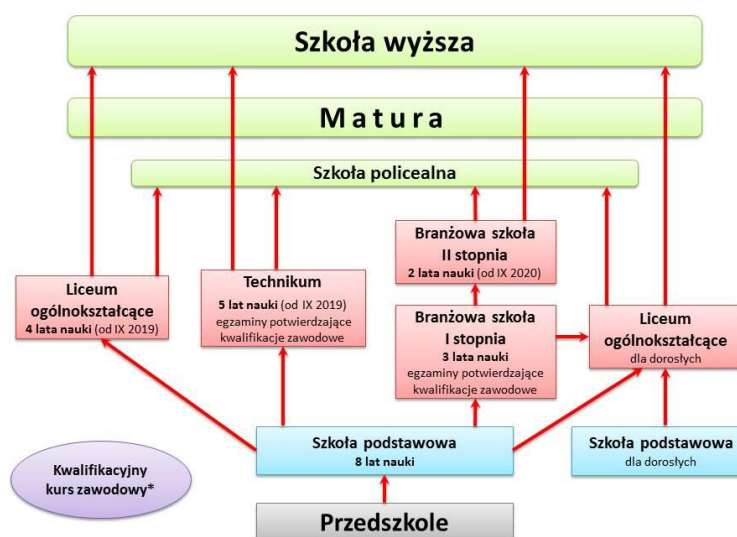 Szkoła wyższa
Matura
Szkoła policealna
Branżowa szkoła
II stopnia
2 lata nauki (od IX 2020)
Liceum
ogólnokształcące
4 lata nauki (od IX 2019)
Technikum
5 lat nauki (od IX 2019)
egzaminy potwierdzające
kwalifikacje zawodowe
Branżowa szkoła
I stopnia
3 lata nauki
egzaminy potwierdzające
kwalifikacje zawodowe
Liceum
ogólnokształcące
dla dorosłych
Szkoła podstawowa
8 lat nauki
Szkoła podstawowa
dla dorosłych
Kwalifikacyjny
kurs zawodowy*
Przedszkole